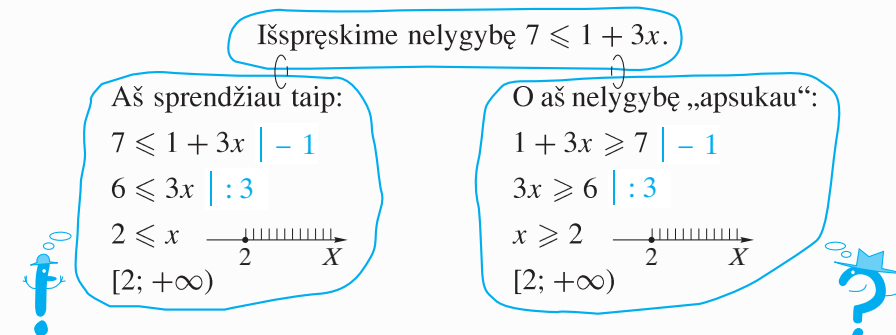 Išspręskime nelygybę 7 ⩽ 1 + 3x.
Aš sprendžiau taip:
7 ⩽ 1 + 3x | – 1
6 ⩽ 3x | : 3
2 ⩽ x
2 X
[2; +∞)
O aš nelygybę „apsukau“:
1 + 3x ⩾ 7 | – 1
3x ⩾ 6 | : 3
x ⩾ 2
2 X
[2; +∞)